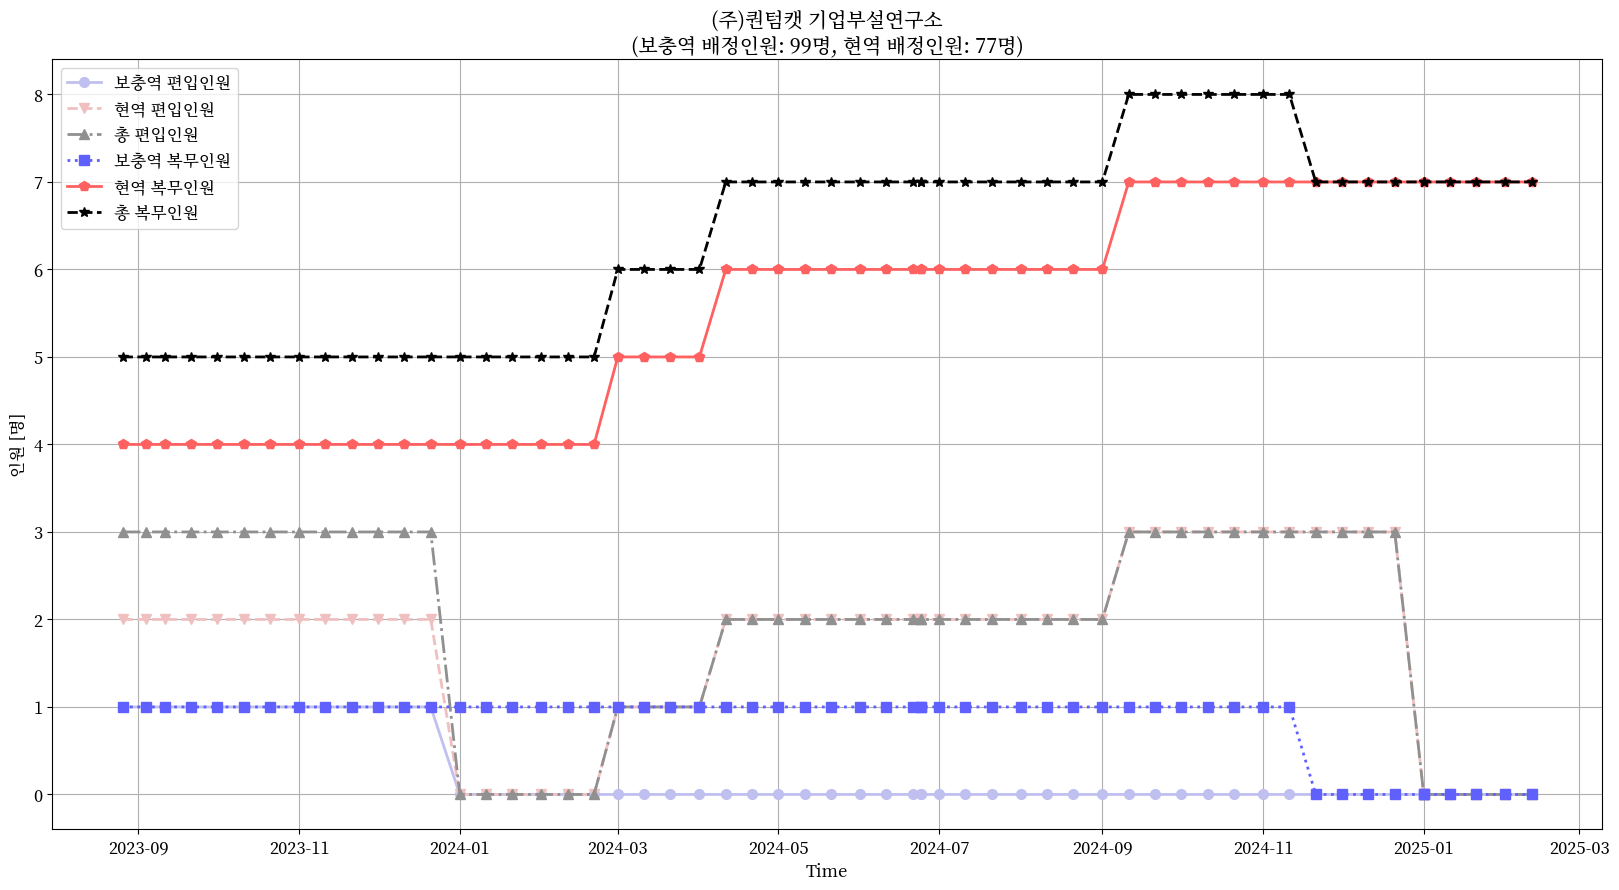 (주)퀀텀캣 기업부설연구소
(보충역 배정인원: 99명, 현역 배정인원: 77명)
보충역 편입인원
현역 편입인원
총 편입인원
보충역 복무인원
현역 복무인원
총 복무인원
8
7
6
5
4
3
2
1
0
인원 [명]
2023-09 2023-11 2024-01 2024-03 2024-05 2024-07 2024-09 2024-11 2025-01 2025-03
Time